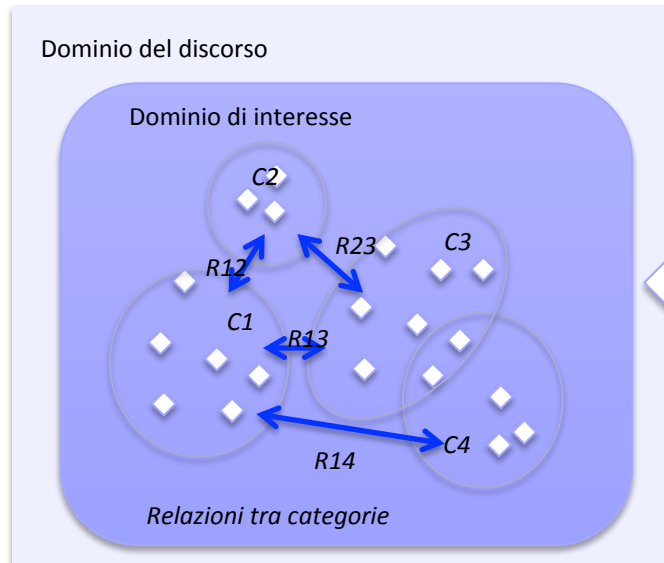 Dominio del discorso
Dominio di interesse
C2
R23
C3
R12
C1
R13
C4
R14
Relazioni tra categorie